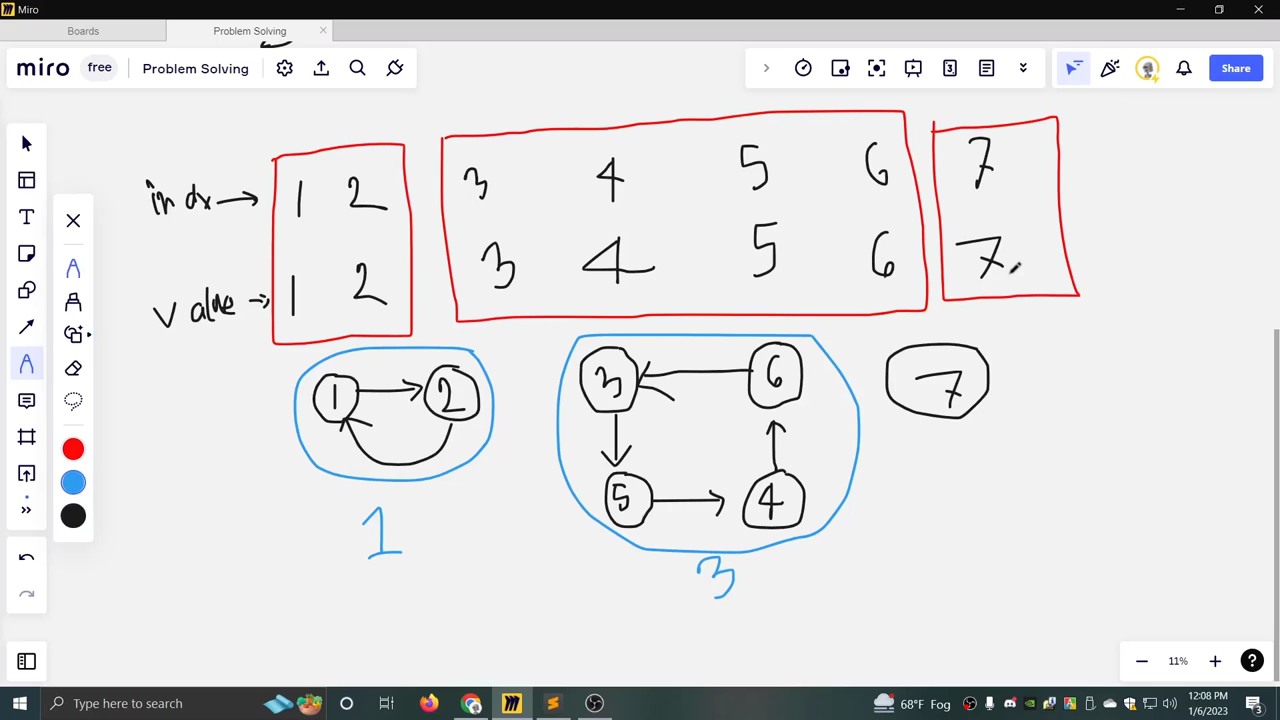 Miro
Boards
Problem Solving
miro free Problem Solving
Share
indx → 1 2 3 4 5 6 7
value → 1 2 3 4 5 6 7
1 2 3 6 7
5 4
1
3
11%
Type here to search
68°F Fog
12:08 PM
1/6/2023
3